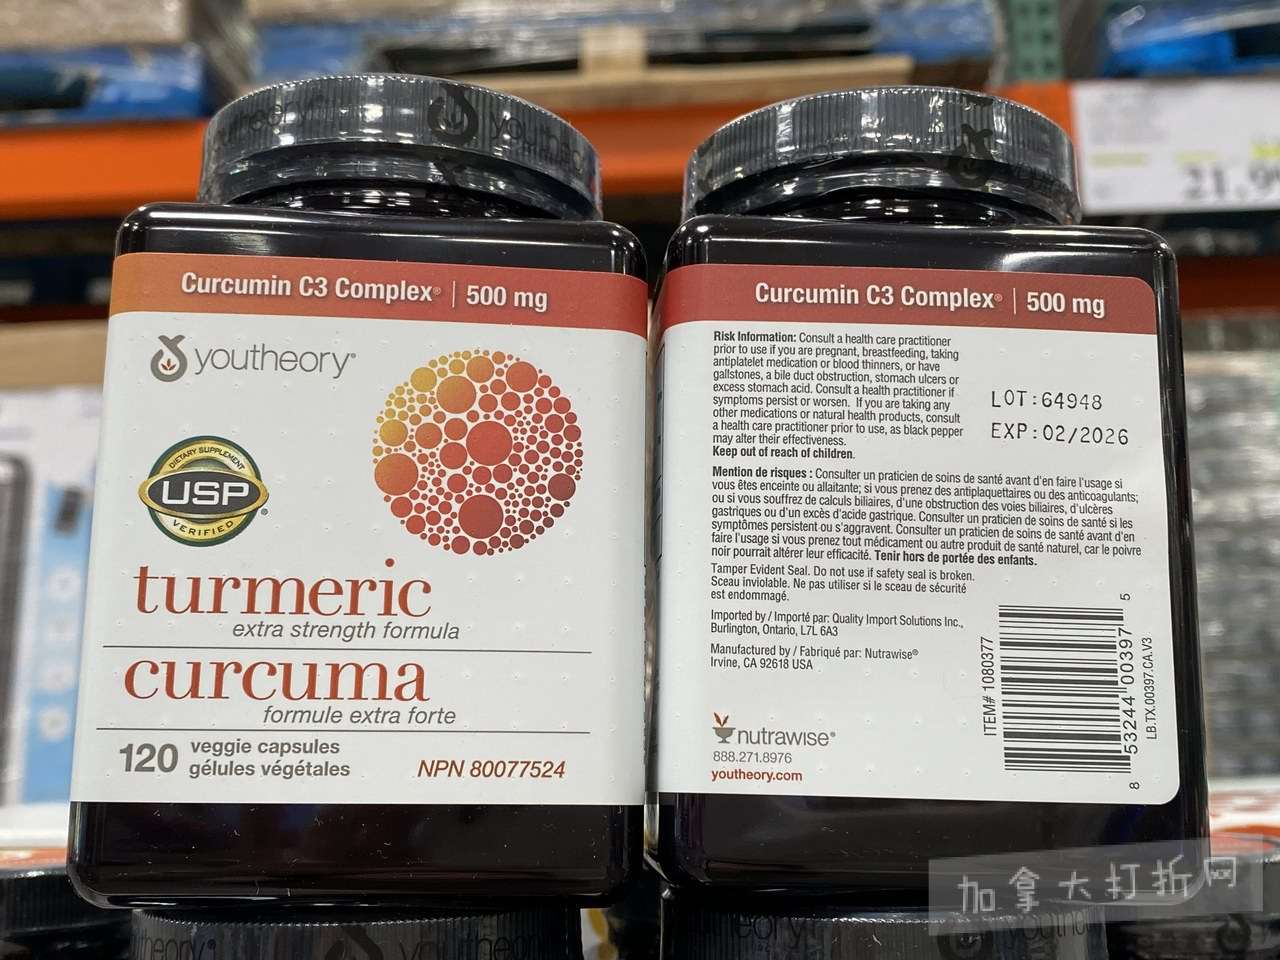 youtheory
Curcumin C3 Complex® | 500 mg
youtheory®
DIETARY SUPPLEMENT
USP
VERIFIED
®
turmeric
extra strength formula
curcuma
formule extra forte
120 veggie capsules
gélules végétales
NPN 80077524
Curcumin C3 Complex® | 500 mg
Risk Information: Consult a health care practitioner
prior to use if you are pregnant, breastfeeding, taking
antiplatelet medication or blood thinners, or have
gallstones, a bile duct obstruction, stomach ulcers or
excess stomach acid. Consult a health practitioner if
symptoms persist or worsen. If you are taking any
other medications or natural health products, consult
a health care practitioner prior to use, as black pepper
may alter their effectiveness.
Keep out of reach of children.
LOT:64948
EXP:02/2026
Mention de risques : Consulter un praticien de soins de santé avant d'en faire l'usage si
vous êtes enceinte ou allaitante; si vous prenez des antiplaquettaires ou des anticoagulants;
ou si vous souffrez de calculs biliaires, d'une obstruction des voies biliaires, d'ulcères
gastriques ou d'un excès d'acide gastrique. Consulter un praticien de soins de santé si les
symptômes persistent ou s'aggravent. Consulter un praticien de soins de santé avant d'en
faire l'usage si vous prenez tout médicament ou autre produit de santé naturel, car le poivre
noir pourrait altérer leur efficacité. Tenir hors de portée des enfants.
Tamper Evident Seal. Do not use if safety seal is broken.
Sceau inviolable. Ne pas utiliser si le sceau de sécurité
est endommagé.
Imported by / Importé par: Quality Import Solutions Inc.,
Burlington, Ontario, L7L 6A3
Manufactured by / Fabriqué par: Nutrawise®
Irvine, CA 92618 USA
nutrawise®
888.271.8976
youtheory.com
ITEM# 1080377
8 53244 00397 5
LB.TX.00397.CA.V3
21.99
youtheory®
加拿大打折网